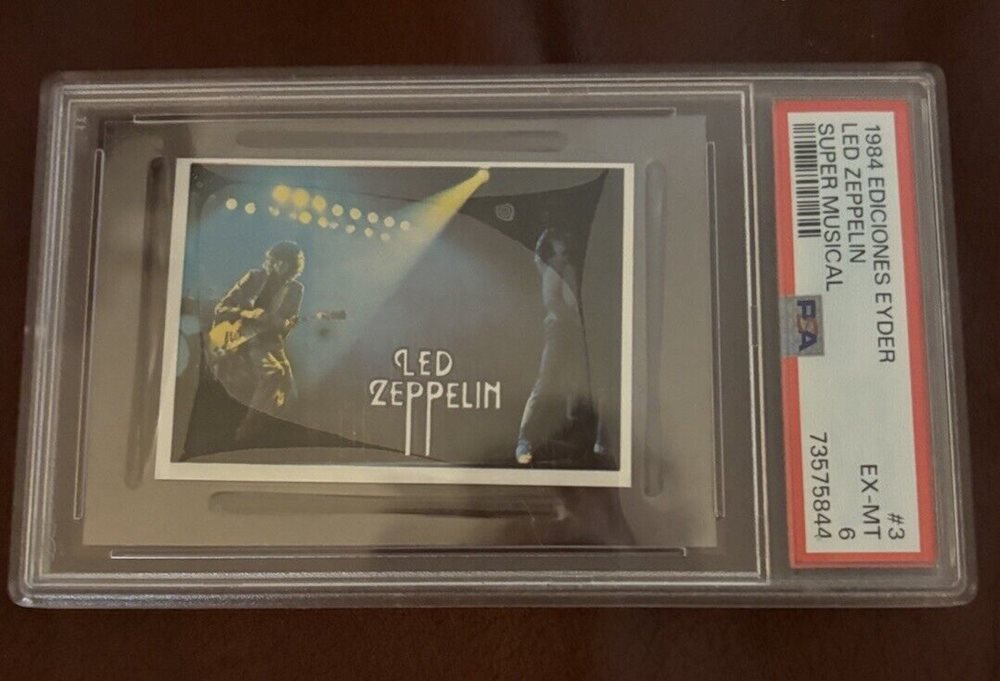 LED
ZEPPELIN
1984 EDICIONES EYDER
LED ZEPPELIN
SUPER MUSICAL
#3
EX-MT
6
73575844
PSA